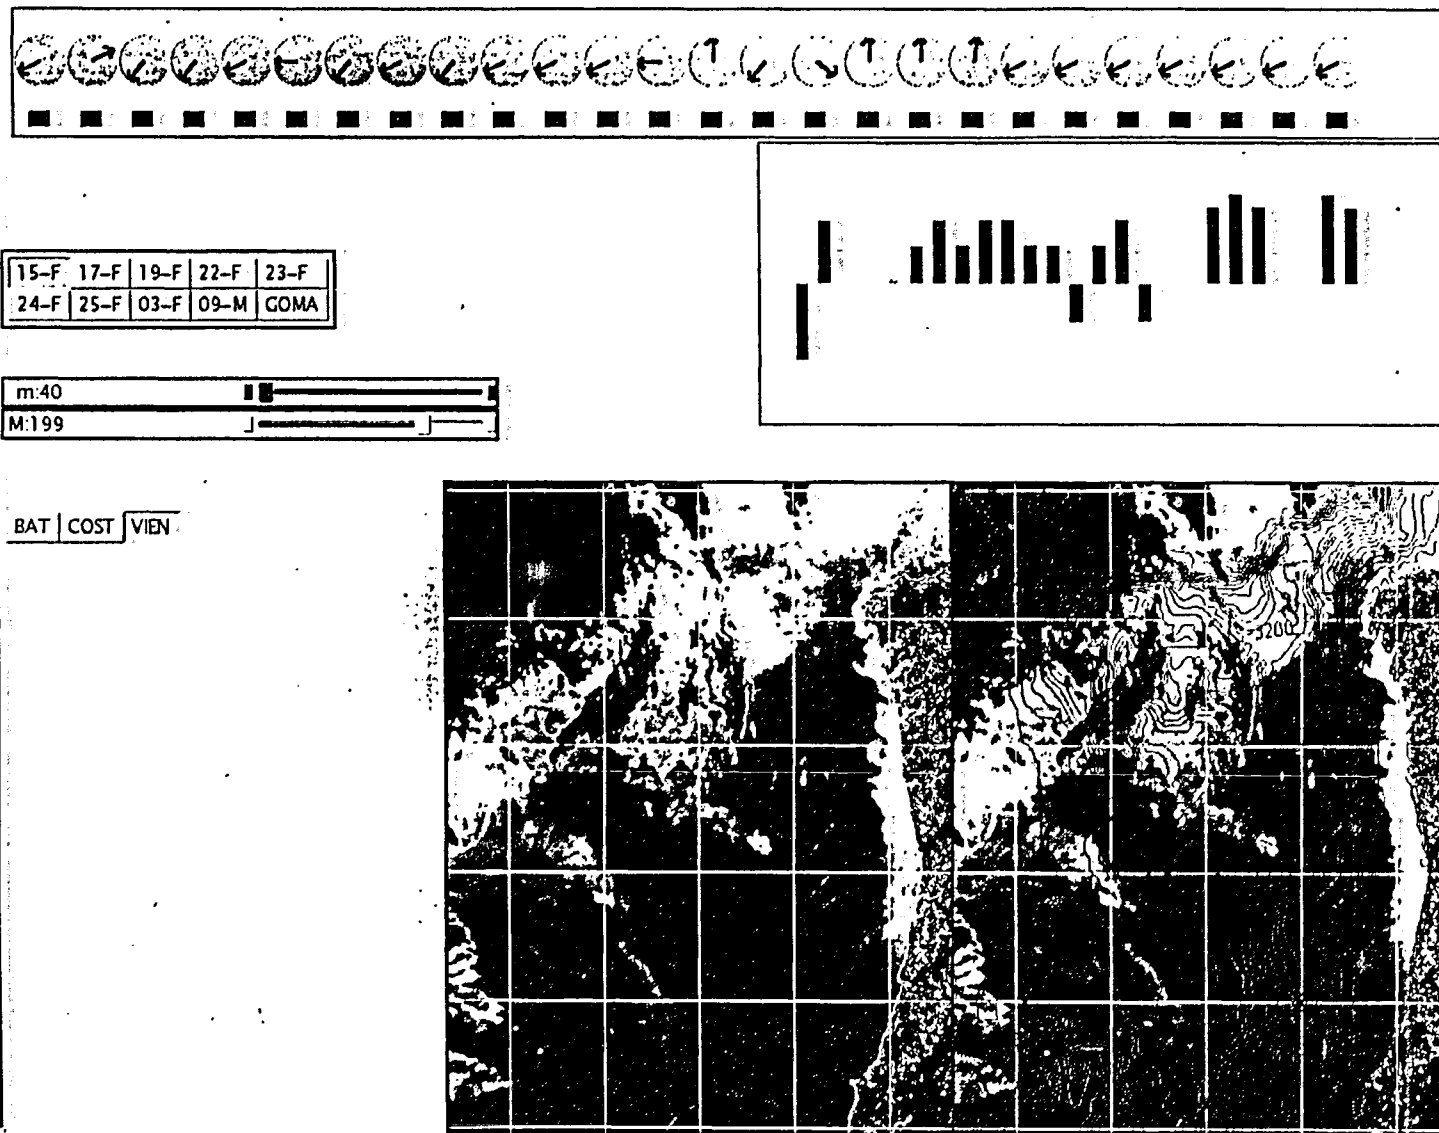 15-F 17-F 19-F 22-F 23-F
24-F 25-F 03-F 09-M GOMA
m:40
M:199
BAT COST VIEN
3200